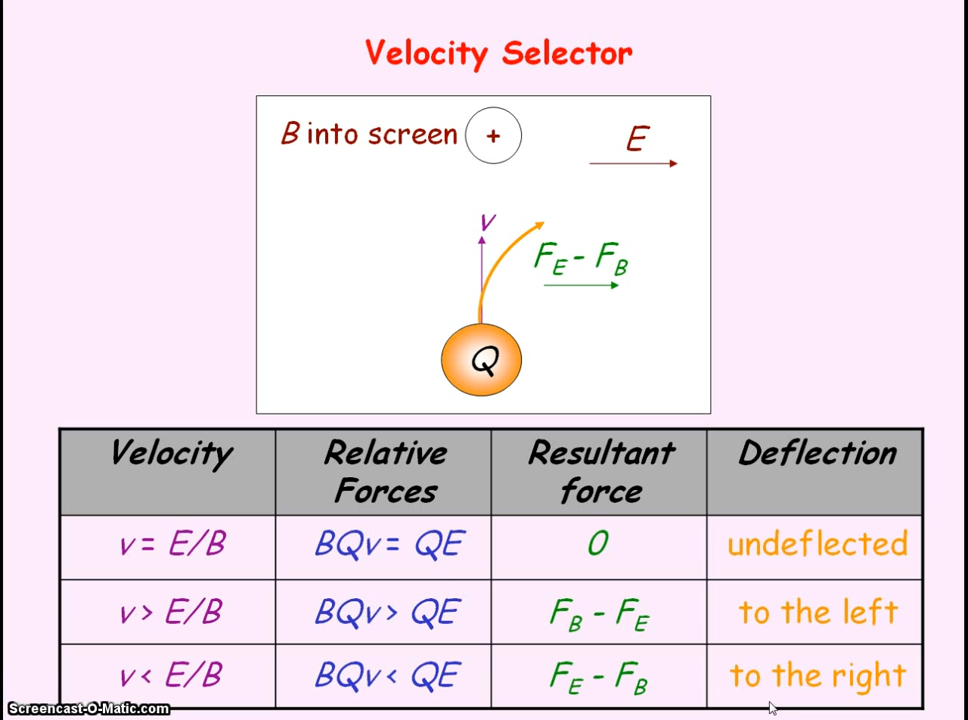 Velocity Selector
B into screen +
E
v
F_E - F_B
Q
Velocity
Relative Forces
Resultant force
Deflection
v = E/B
BQv = QE
0
undeflected
v > E/B
BQv > QE
F_B - F_E
to the left
v < E/B
BQv < QE
F_E - F_B
to the right
Screencast-O-Matic.com